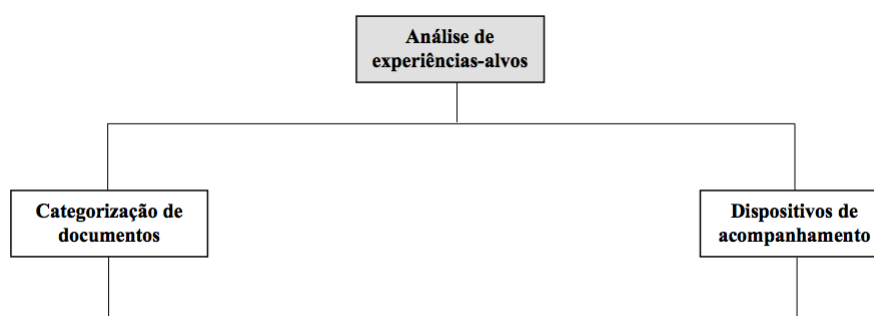 Análise de
experiências-alvos
Categorização de
documentos
Dispositivos de
acompanhamento